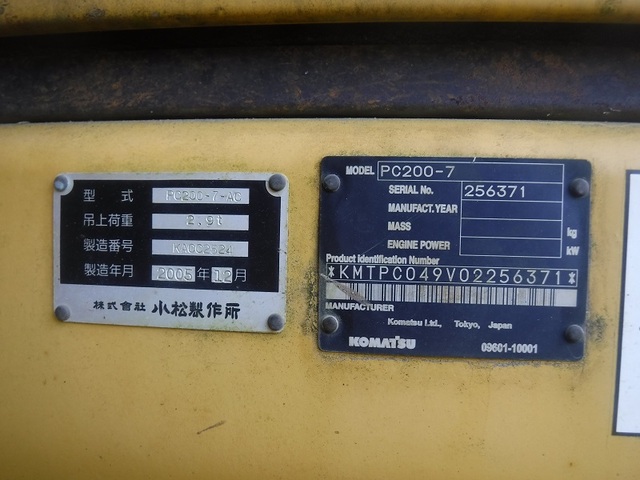 型式 PC200-7-AC
吊上荷重 2.9t
製造番号
製造年月 2005年12月
株式會社 小松製作所
MODEL PC200-7
SERIAL No. 256371
MANUFACT.YEAR
MASS kg
ENGINE POWER kW
Product Identification Number
*KMTPC049V02256371*
MANUFACTURER
Komatsu Ltd., Tokyo, Japan
KOMATSU 09601-10001